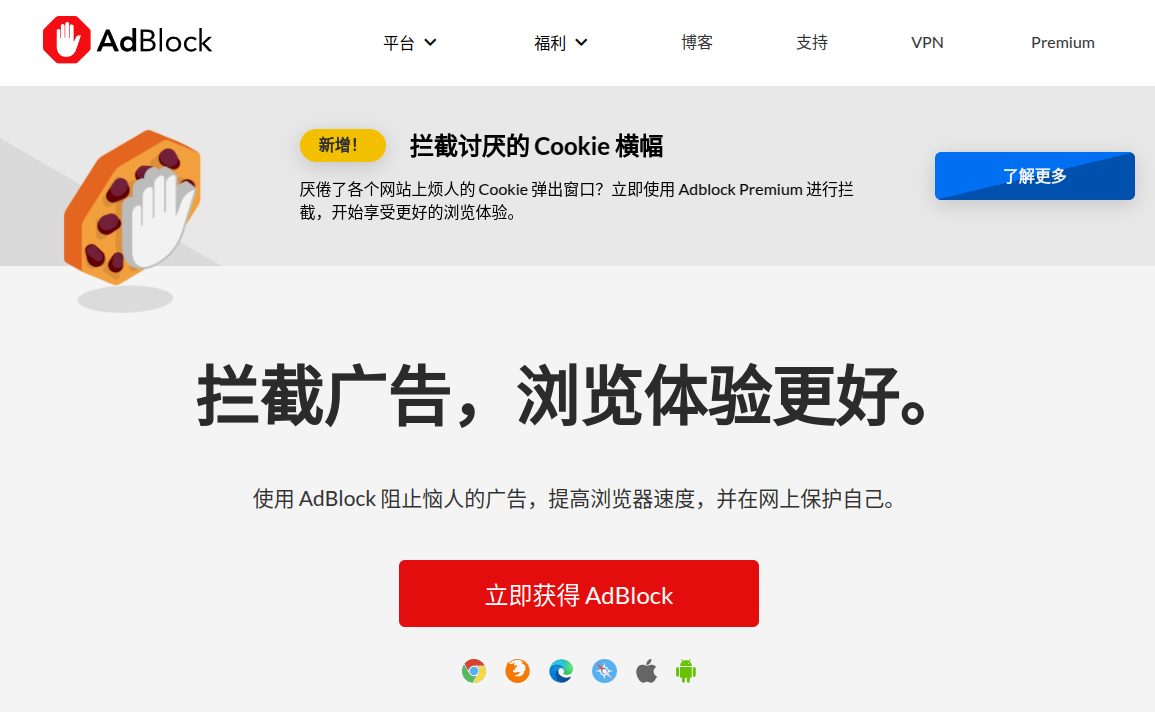 AdBlock
平台
福利
博客
支持
VPN
Premium
新增！
拦截讨厌的 Cookie 横幅
厌倦了各个网站上烦人的 Cookie 弹出窗口？立即使用 Adblock Premium 进行拦
截，开始享受更好的浏览体验。
了解更多
拦截广告，浏览体验更好。
使用 AdBlock 阻止恼人的广告，提高浏览器速度，并在网上保护自己。
立即获得 AdBlock